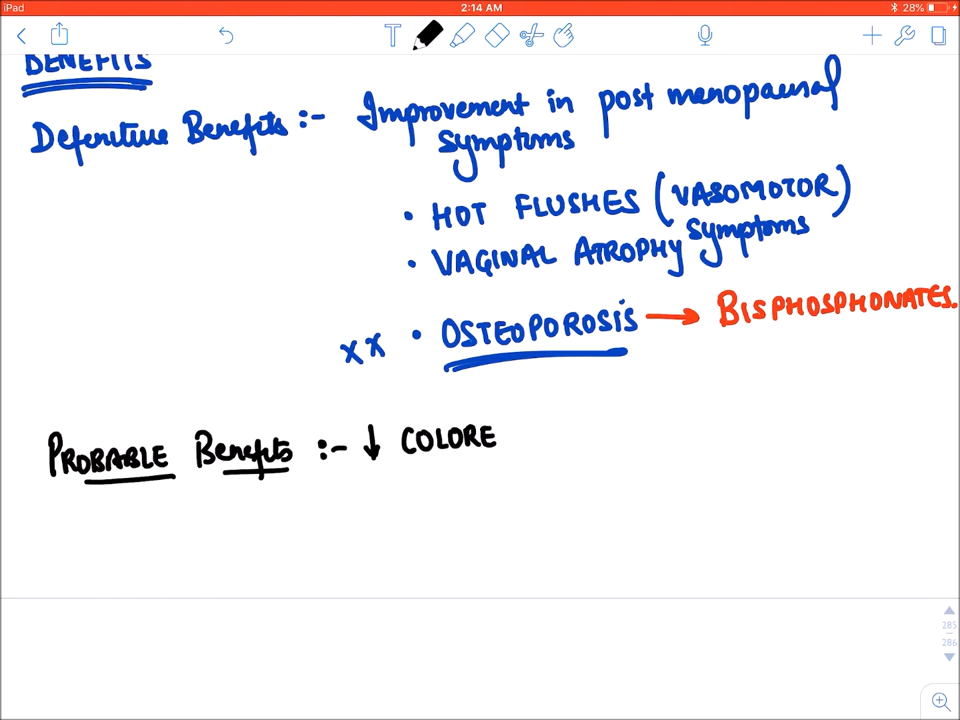 iPad
2:14 AM
28%
BENEFITS
Defenitive Benefits :- Improvement in post menopausal
symptoms
• HOT FLUSHES (VASOMOTOR)
symptoms
• VAGINAL ATROPHY
xx • OSTEOPOROSIS → BISPHOSPHONATES.
PROBABLE Benefits :- ↓ COLORE
285
286